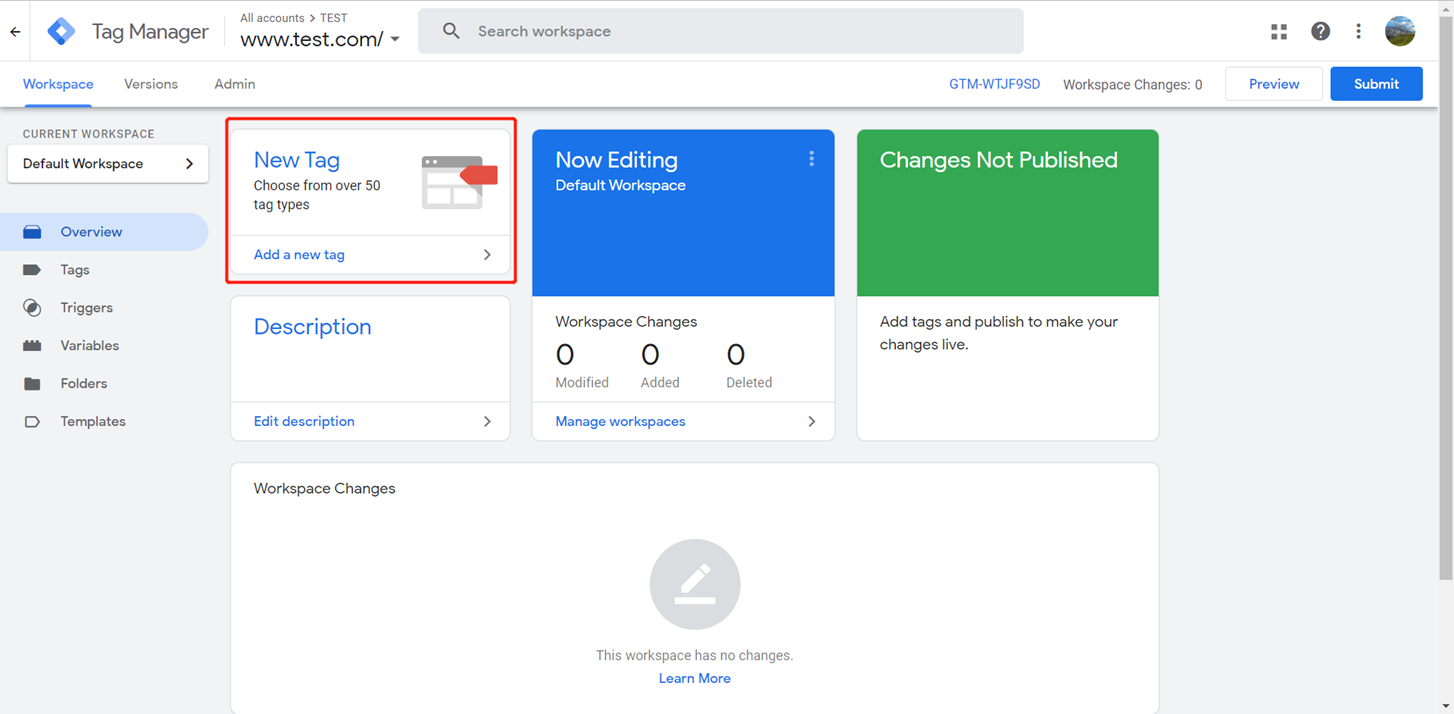 Tag Manager
All accounts > TEST
www.test.com/
Search workspace
Workspace
Versions
Admin
GTM-WTJF9SD
Workspace Changes: 0
Preview
Submit
CURRENT WORKSPACE
Default Workspace
Overview
Tags
Triggers
Variables
Folders
Templates
New Tag
Choose from over 50
tag types
Add a new tag
Now Editing
Default Workspace
Changes Not Published
Description
Edit description
Workspace Changes
0 0 0
Modified Added Deleted
Manage workspaces
Add tags and publish to make your
changes live.
Workspace Changes
This workspace has no changes.
Learn More